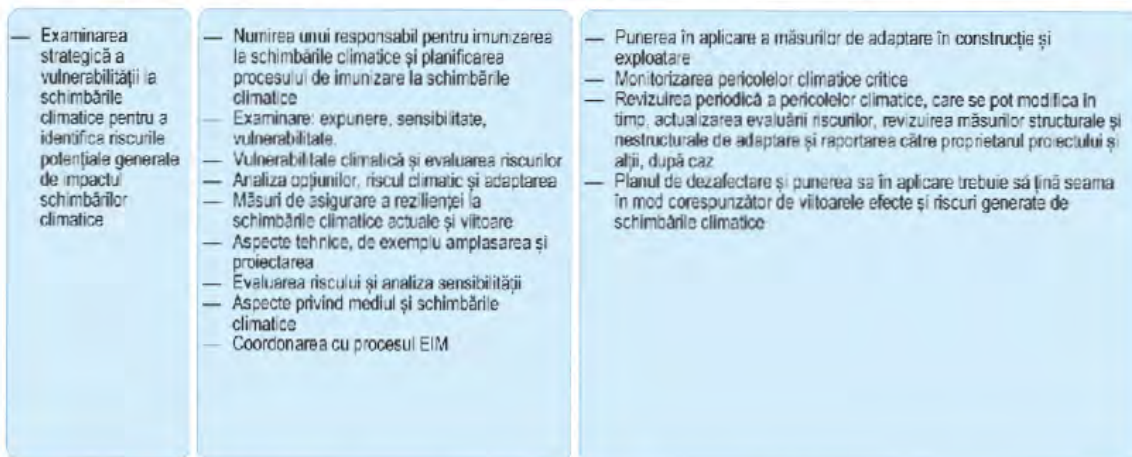 — Examinarea
strategică a
vulnerabilității la
schimbările
climatice pentru a
identifica riscurile
potențiale generale
de impactul
schimbărilor
climatice
— Numirea unui responsabil pentru imunizarea
la schimbările climatice și planificarea
procesului de imunizare la schimbările
climatice
— Examinare: expunere, sensibilitate,
vulnerabilitate.
— Vulnerabilitate climatică și evaluarea riscurilor
— Analiza opțiunilor, riscul climatic și adaptarea
— Măsuri de asigurare a rezilienței la
schimbările climatice actuale și viitoare
— Aspecte tehnice, de exemplu amplasarea și
proiectarea
— Evaluarea riscului și analiza sensibilității
— Aspecte privind mediul și schimbările
climatice
— Coordonarea cu procesul EIM
— Punerea în aplicare a măsurilor de adaptare în construcție și
exploatare
— Monitorizarea pericolelor climatice critice
— Revizuirea periodică a pericolelor climatice, care se pot modifica în
timp, actualizarea evaluării riscurilor, revizuirea măsurilor structurale și
nestructurale de adaptare și raportarea către proprietarul proiectului și
alții, după caz
— Planul de dezafectare și punerea sa în aplicare trebuie să țină seama
în mod corespunzător de viitoarele efecte și riscuri generate de
schimbările climatice